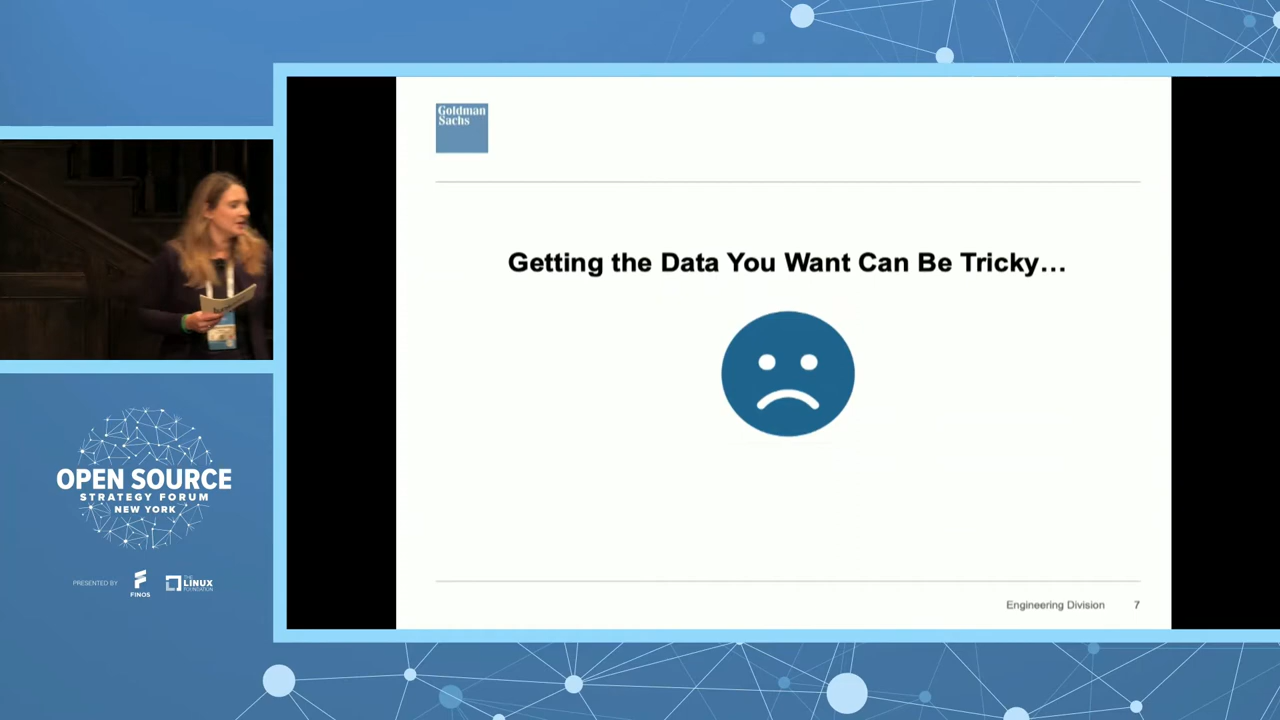 Goldman
Sachs
Getting the Data You Want Can Be Tricky…
OPEN SOURCE
STRATEGY FORUM
NEW YORK
PRESENTED BY
FINOS
THE
LINUX
FOUNDATION
Engineering Division 7